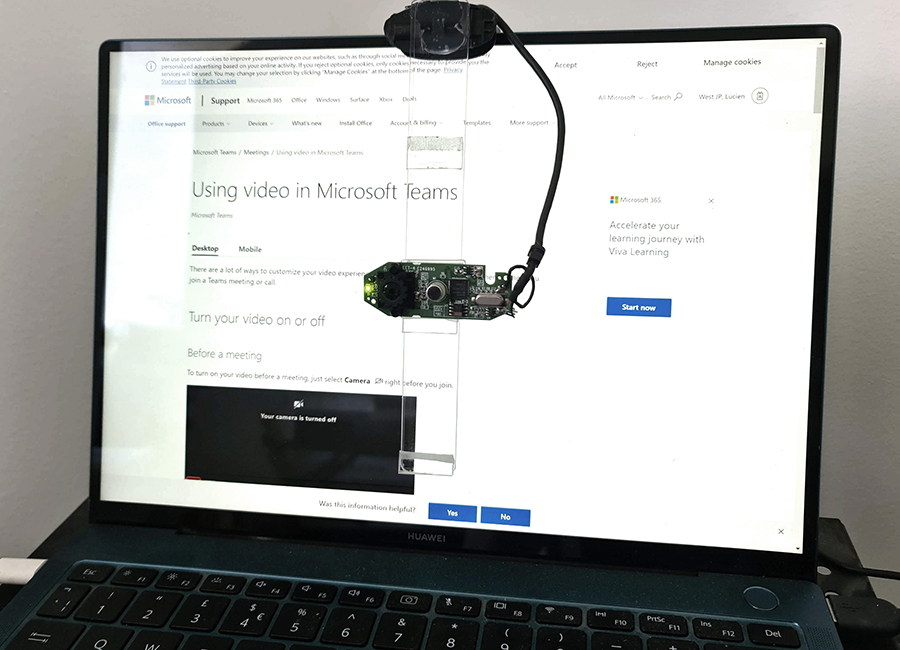 We use optional cookies to improve your experience on our websites, such as through social me
personalized advertising based on your online activity. If you reject optional cookies, only cookies necessary to provide you the
services will be used. You may change your selection by clicking "Manage Cookies" at the bottom of the page. Privacy
Statement Third-Party Cookies
Accept Reject Manage cookies
Microsoft | Support Microsoft 365 Office Windows Surface Xbox Deals
All Microsoft Search West JP, Lucien
Office support Products Devices What's new Install Office Account & billing Templates More support
Microsoft Teams / Meetings / Using video in Microsoft Teams
Using video in Microsoft Teams
Microsoft Teams
Desktop Mobile
There are a lot of ways to customize your video experien
join a Teams meeting or call.
Turn your video on or off
Before a meeting
To turn on your video before a meeting, just select Camera right before you join.
Your camera is turned off
Microsoft 365
Accelerate your
learning journey with
Viva Learning
Start now
Was this information helpful? Yes No
HUAWEI
Esc F1 F2 F3 F4 F5 F6 F7 F8 F9 F10 PrtSc F11 Ins F12 Del
1 " 2 £ 3 $ 4 € % 5 ^ 6 & 7 * 8 ( 9 ) 0
Q W